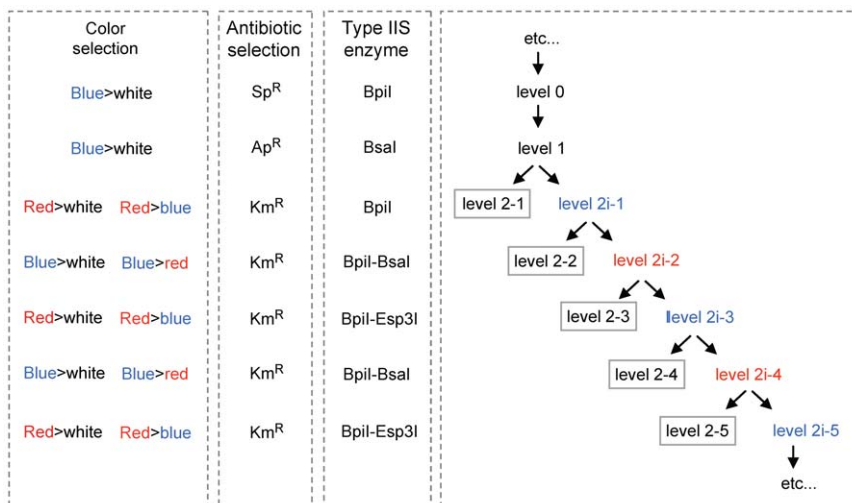 Color selection
Antibiotic selection
Type IIS enzyme
etc...
Blue>white Sp^R BpiI level 0
Blue>white Ap^R BsaI level 1
Red>white Red>blue Km^R BpiI level 2-1 level 2i-1
Blue>white Blue>red Km^R BpiI-BsaI level 2-2 level 2i-2
Red>white Red>blue Km^R BpiI-Esp3I level 2-3 level 2i-3
Blue>white Blue>red Km^R BpiI-BsaI level 2-4 level 2i-4
Red>white Red>blue Km^R BpiI-Esp3I level 2-5 level 2i-5
etc...